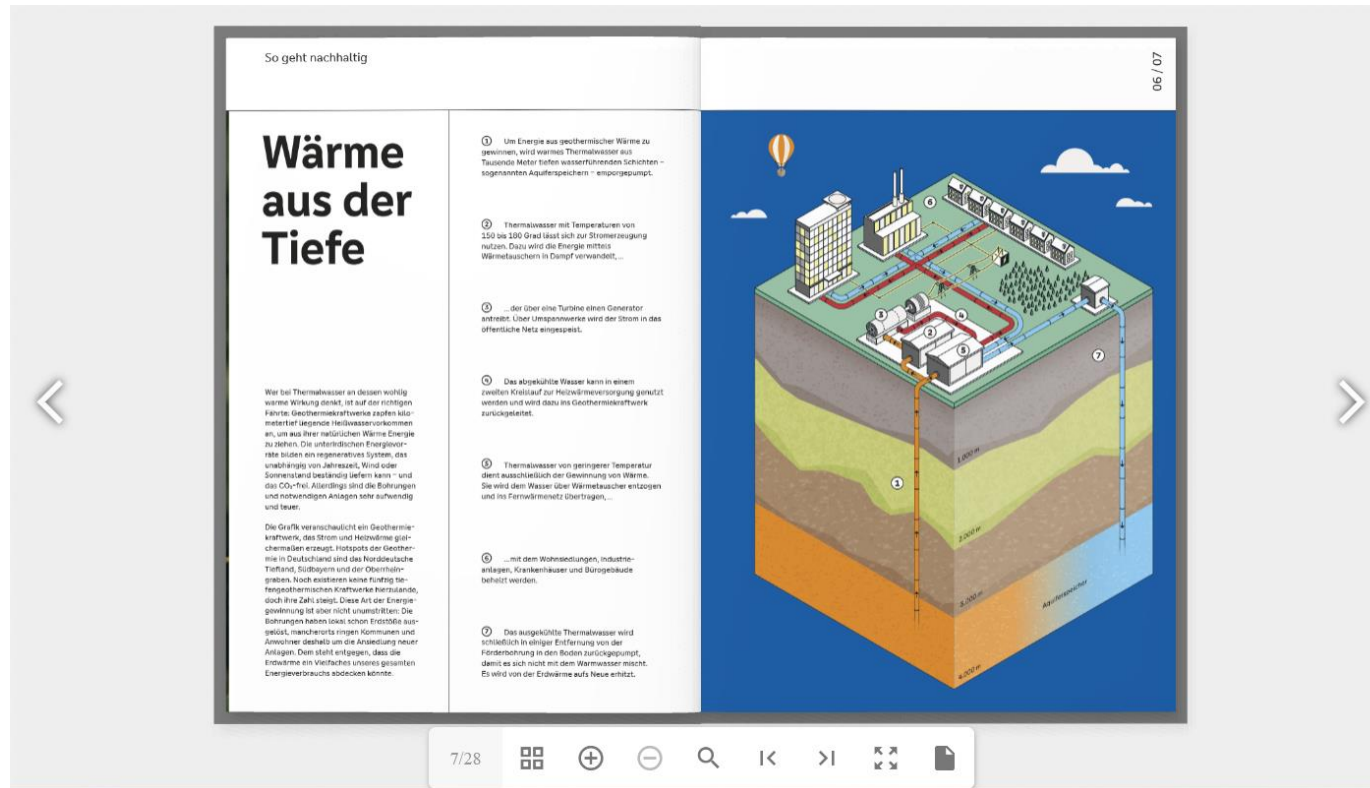 So geht nachhaltig
06 / 07
Wärme
aus der
Tiefe
Wer bei Thermalwasser an dessen wohlig
warme Wirkung denkt, ist auf der richtigen
Fährte: Geothermiekraftwerke zapfen kilo-
metertief liegende Heißwasservorkommen
an, um aus ihrer natürlichen Wärme Energie
zu ziehen. Die unterirdischen Energievor-
räte bilden ein regeneratives System, das
unabhängig von Jahreszeit, Wind oder
Sonnenstand beständig liefern kann – und
das CO₂-frei. Allerdings sind die Bohrungen
und notwendigen Anlagen sehr aufwendig
und teuer.
Die Grafik veranschaulicht ein Geothermie-
kraftwerk, das Strom und Heizwärme glei-
chermaßen erzeugt. Hotspots der Geother-
mie in Deutschland sind das Norddeutsche
Tiefland, Südbayern und der Oberrhein-
graben. Noch existieren keine fünfzig tie-
fengeothermischen Kraftwerke hierzulande,
doch ihre Zahl steigt. Diese Art der Energie-
gewinnung ist aber nicht unumstritten: Die
Bohrungen haben lokal schon Erdstöße aus-
gelöst, mancherorts ringen Kommunen und
Anwohner deshalb um die Ansiedlung neuer
Anlagen. Dem steht entgegen, dass die
Erdwärme ein Vielfaches unseres gesamten
Energieverbrauchs abdecken könnte.
① Um Energie aus geothermischer Wärme zu
gewinnen, wird warmes Thermalwasser aus
Tausende Meter tiefen wasserführenden Schichten –
sogenannten Aquiferspeichern – emporgepumpt.
② Thermalwasser mit Temperaturen von
150 bis 180 Grad lässt sich zur Stromerzeugung
nutzen. Dazu wird die Energie mittels
Wärmetauschern in Dampf verwandelt, ...
③ ... der über eine Turbine einen Generator
antreibt. Über Umspannwerke wird der Strom in das
öffentliche Netz eingespeist.
④ Das abgekühlte Wasser kann in einem
zweiten Kreislauf zur Heizwärmeversorgung genutzt
werden und wird dazu ins Geothermiekraftwerk
zurückgeleitet.
⑤ Thermalwasser von geringerer Temperatur
dient ausschließlich der Gewinnung von Wärme.
Sie wird dem Wasser über Wärmetauscher entzogen
und ins Fernwärmenetz übertragen, ...
⑥ ... mit dem Wohnsiedlungen, Industrie-
anlagen, Krankenhäuser und Bürogebäude
beheizt werden.
⑦ Das ausgekühlte Thermalwasser wird
schließlich in einiger Entfernung von der
Förderbohrung in den Boden zurückgepumpt,
damit es sich nicht mit dem Warmwasser mischt.
Es wird von der Erdwärme aufs Neue erhitzt.
⑥
③
④
②
⑤
⑦
①
1.000 m
2.000 m
3.000 m
4.000 m
Aquiferspeicher
7/28